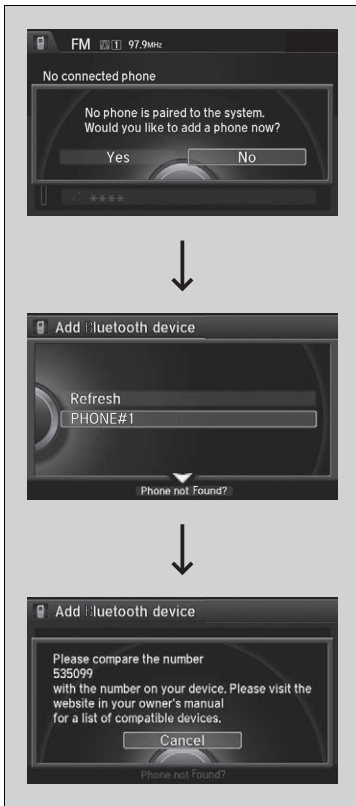 FM 1 97.9MHz
No connected phone
No phone is paired to the system.
Would you like to add a phone now?
Yes No
****
Add Bluetooth device
Refresh
PHONE#1
Phone not Found?
Add Bluetooth device
Please compare the number
535099
with the number on your device. Please visit the
website in your owner's manual
for a list of compatible devices.
Cancel
Phone not Found?